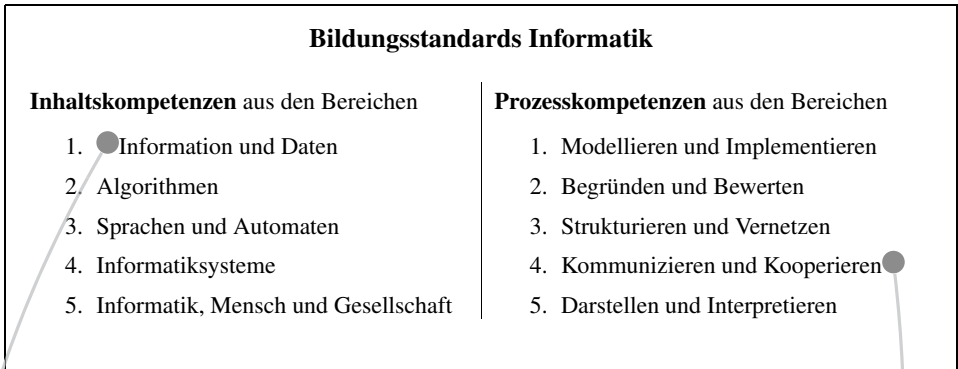 Bildungsstandards Informatik
Inhaltskompetenzen aus den Bereichen
1. Information und Daten
2. Algorithmen
3. Sprachen und Automaten
4. Informatiksysteme
5. Informatik, Mensch und Gesellschaft
Prozesskompetenzen aus den Bereichen
1. Modellieren und Implementieren
2. Begründen und Bewerten
3. Strukturieren und Vernetzen
4. Kommunizieren und Kooperieren
5. Darstellen und Interpretieren